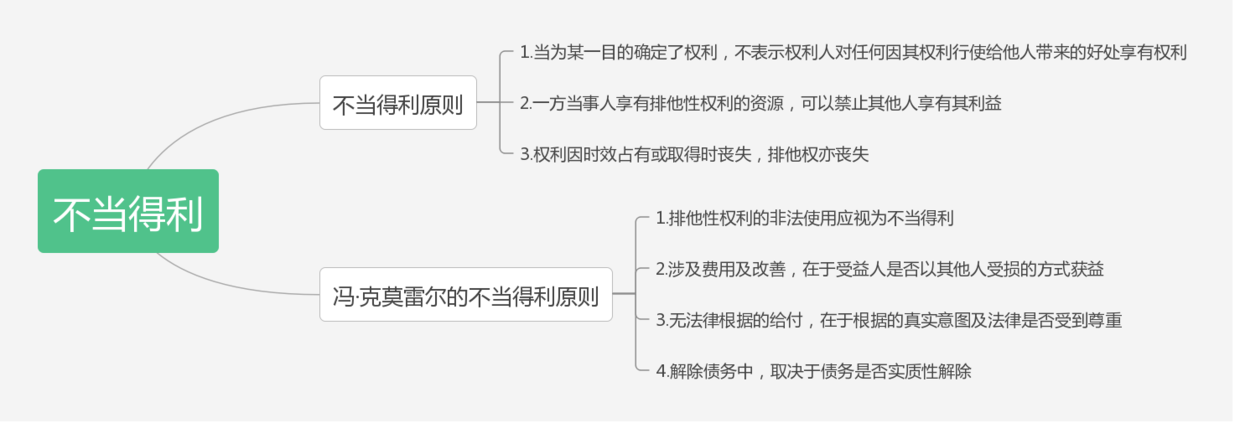 不当得利
不当得利原则
1.当为某一目的确定了权利，不表示权利人对任何因其权利行使给他人带来的好处享有权利
2.一方当事人享有排他性权利的资源，可以禁止其他人享有其利益
3.权利因时效占有或取得时丧失，排他权亦丧失
冯·克莫雷尔的不当得利原则
1.排他性权利的非法使用应视为不当得利
2.涉及费用及改善，在于受益人是否以其他人受损的方式获益
3.无法律根据的给付，在于根据的真实意图及法律是否受到尊重
4.解除债务中，取决于债务是否实质性解除